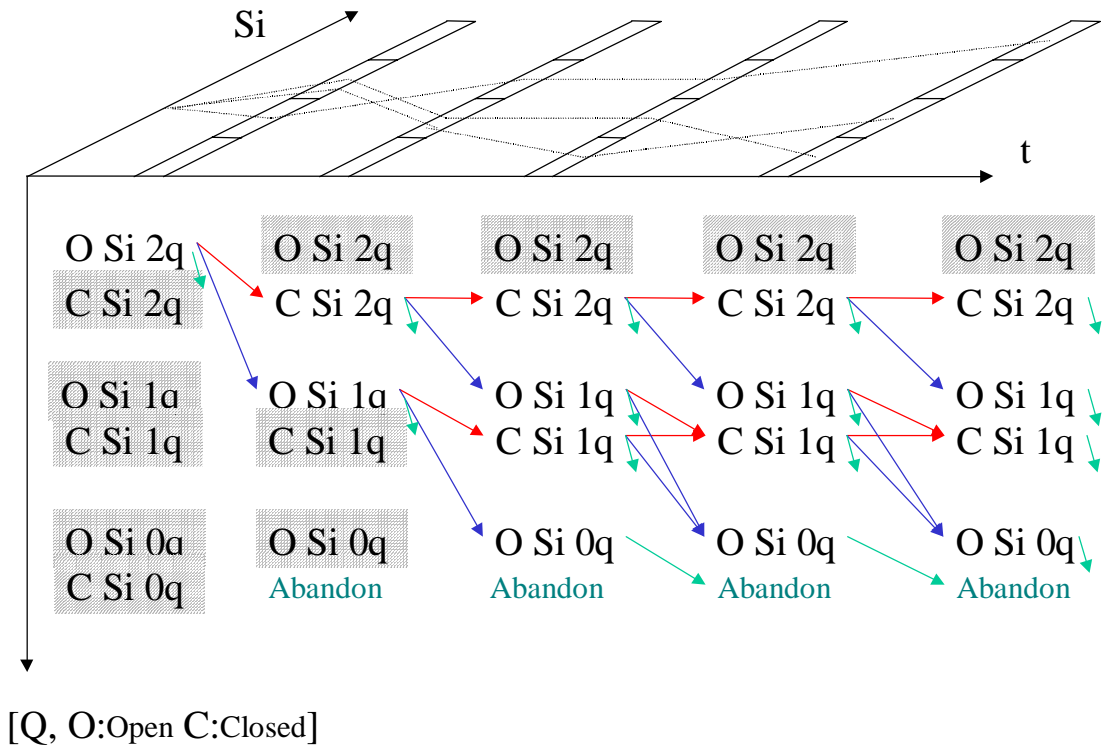 Si
t
O Si 2q O Si 2q O Si 2q O Si 2q O Si 2q
C Si 2q C Si 2q C Si 2q C Si 2q C Si 2q
O Si 1q O Si 1q O Si 1q O Si 1q O Si 1q
C Si 1q C Si 1q C Si 1q C Si 1q C Si 1q
O Si 0q O Si 0q O Si 0q O Si 0q O Si 0q
C Si 0q Abandon Abandon Abandon Abandon
[Q, O:Open C:Closed]